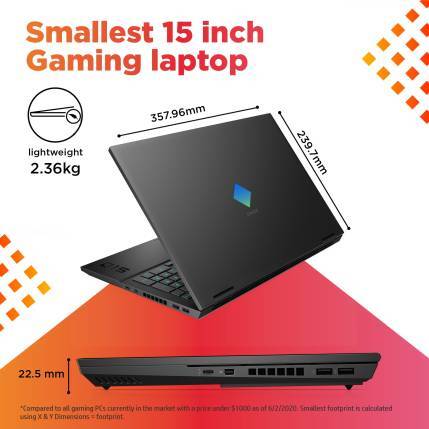 Smallest 15 inch
Gaming laptop
357.96mm
239.7mm
lightweight
2.36kg
22.5 mm
*Compared to all gaming PCs currently in the market with a price under $1000 as of 6/2/2020. Smallest footprint is calculated
using X & Y Dimensions = footprint.